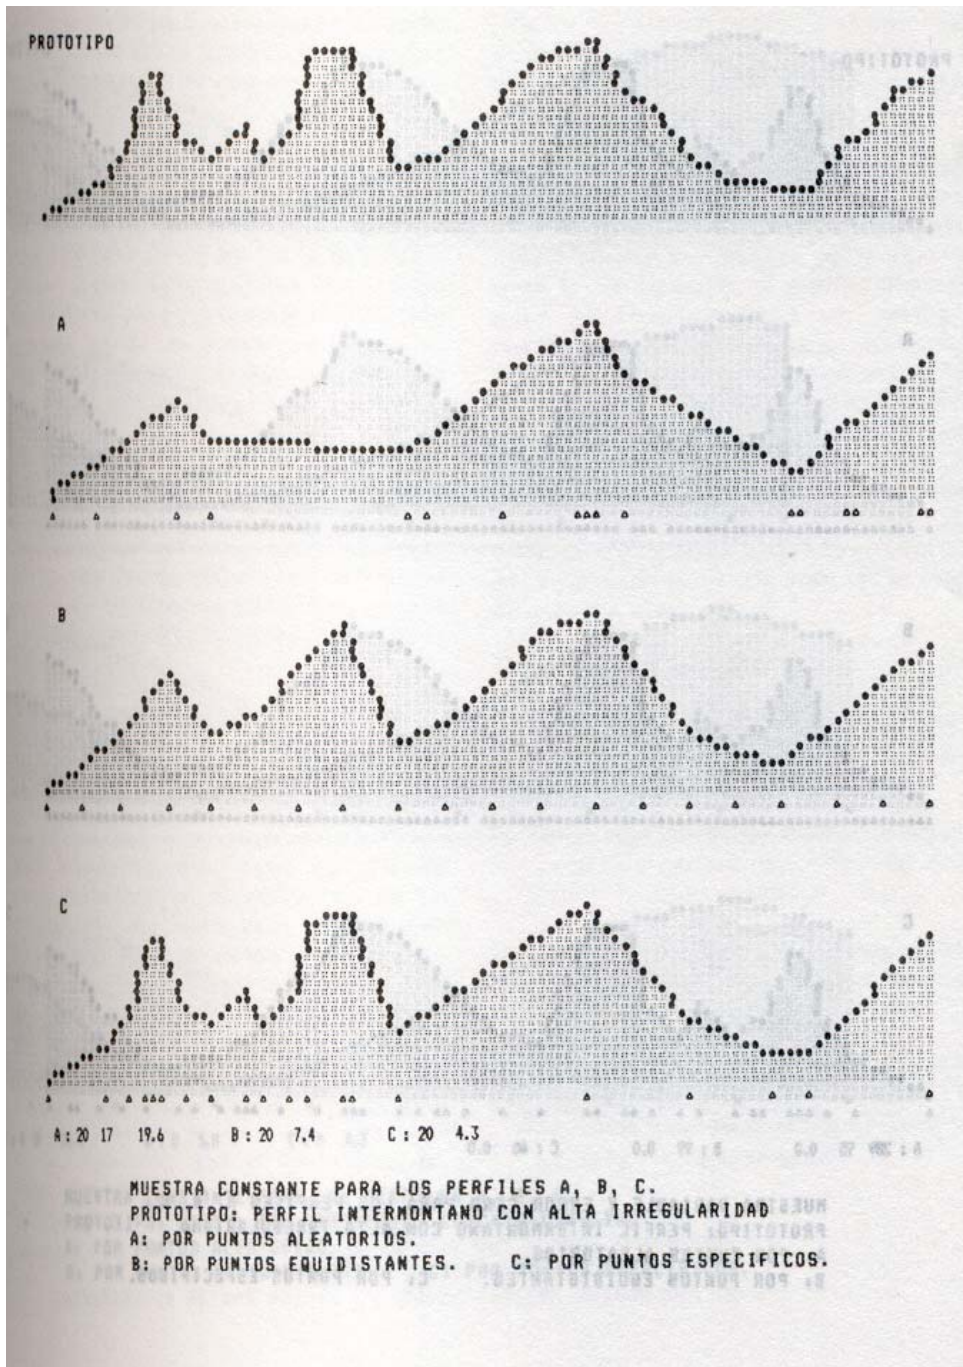 PROTOTIPO
A
B
C
A: 20 17 19.6 B: 20 7.4 C: 20 4.3
MUESTRA CONSTANTE PARA LOS PERFILES A, B, C.
PROTOTIPO: PERFIL INTERMONTANO CON ALTA IRREGULARIDAD
A: POR PUNTOS ALEATORIOS.
B: POR PUNTOS EQUIDISTANTES. C: POR PUNTOS ESPECIFICOS.